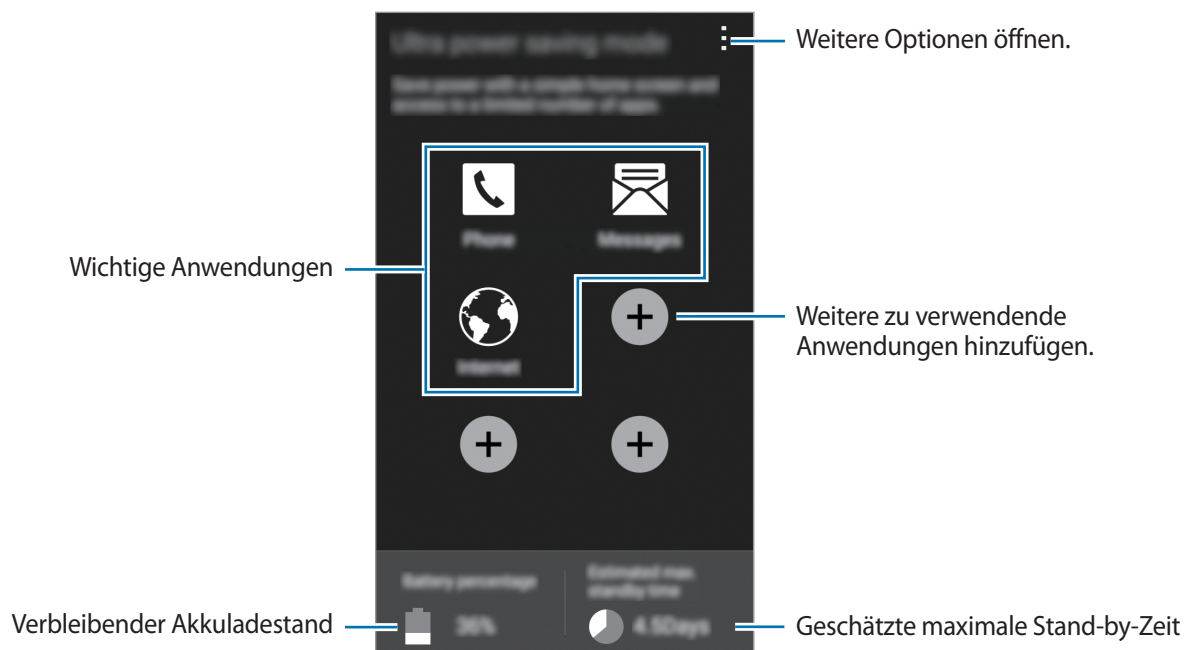 Ultra power saving mode
Weitere Optionen öffnen.
Save power with a simple home screen and
access to a limited number of apps.
Phone
Messages
Wichtige Anwendungen
Weitere zu verwendende
Anwendungen hinzufügen.
Internet
Battery percentage
Estimated max.
standby time
Verbleibender Akkuladestand
36%
4.5Days
Geschätzte maximale Stand-by-Zeit